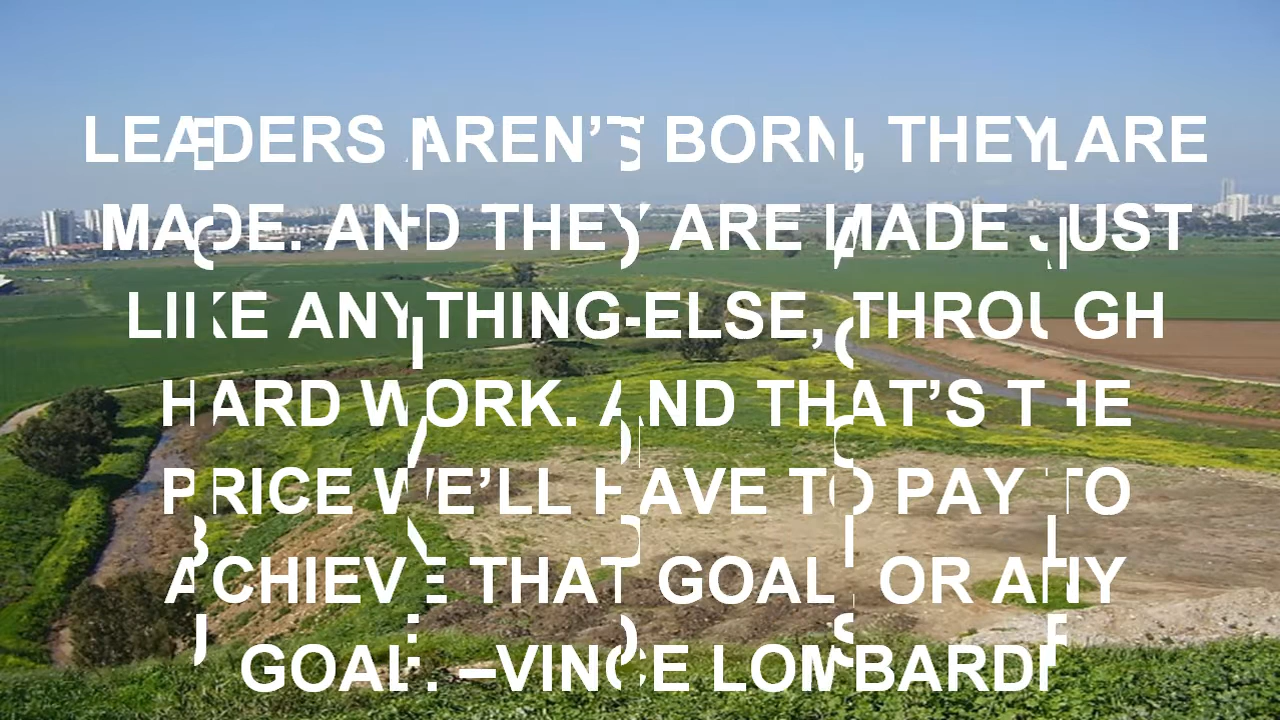 LEADERS AREN’T BORN, THEY ARE
MADE. AND THEY ARE MADE JUST
LIKE ANYTHING ELSE, THROUGH
HARD WORK. AND THAT’S THE
PRICE WE’LL HAVE TO PAY TO
ACHIEVE THAT GOAL, OR ANY
GOAL. –VINCE LOMBARDI